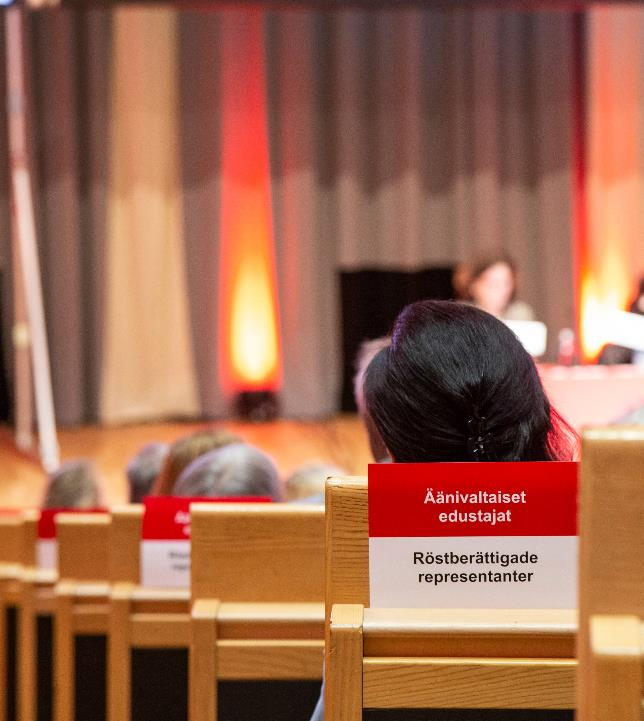 Äänivaltaiset
edustajat
Röstberättigade
representanter